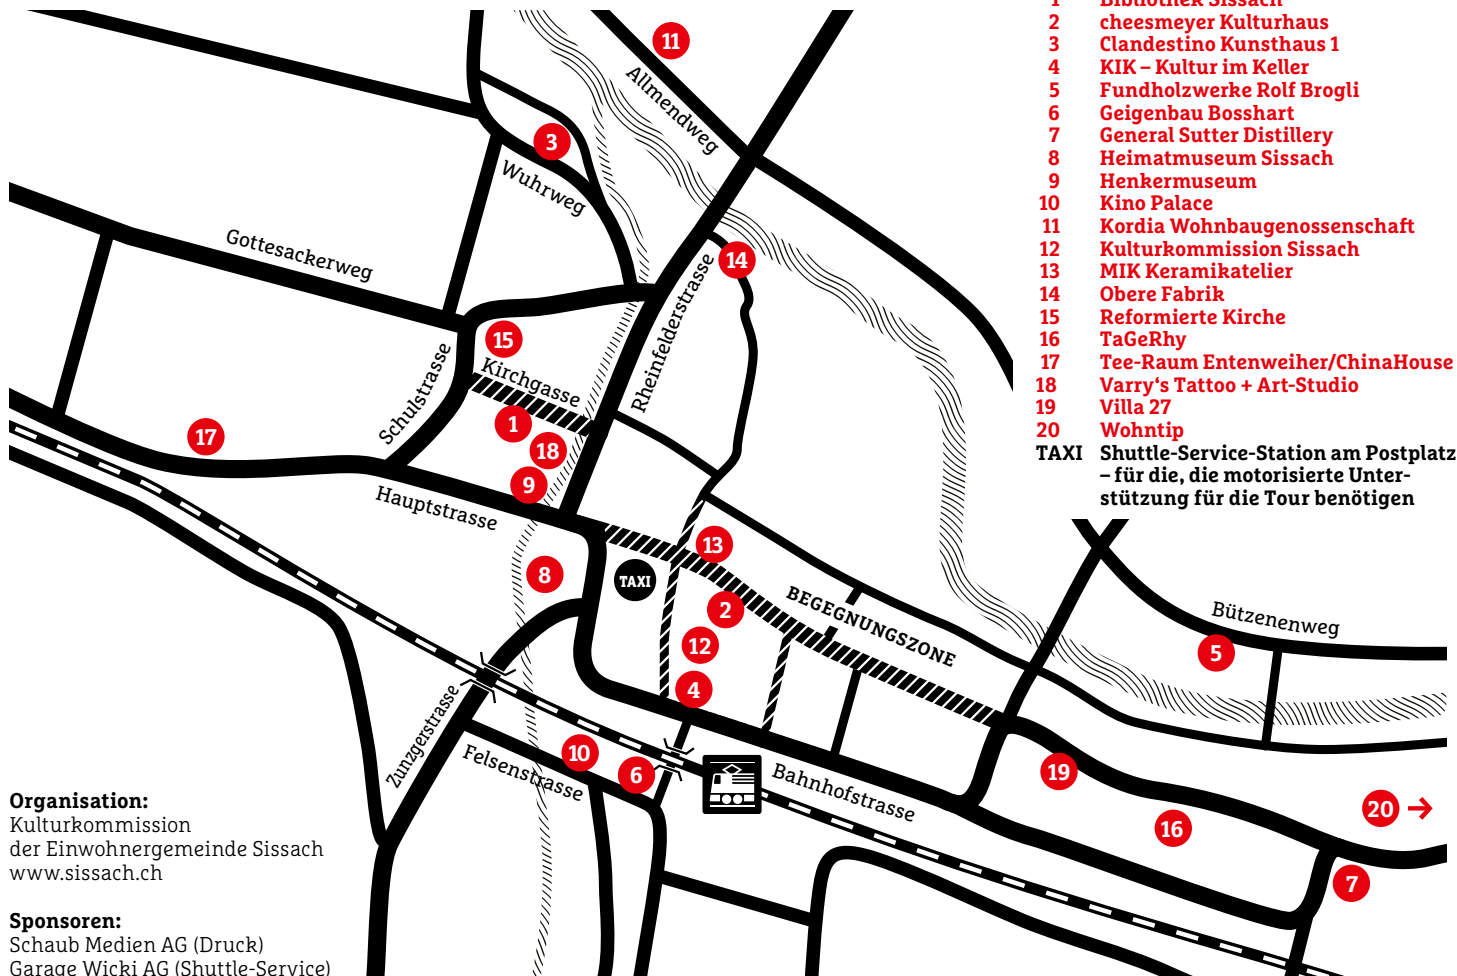 1 Bibliothek Sissach
2 cheesmeyer Kulturhaus
3 Clandestino Kunsthaus 1
4 KIK – Kultur im Keller
5 Fundholzwerke Rolf Brogli
6 Geigenbau Bosshart
7 General Sutter Distillery
8 Heimatmuseum Sissach
9 Henkermuseum
10 Kino Palace
11 Kordia Wohnbaugenossenschaft
12 Kulturkommission Sissach
13 MIK Keramikatelier
14 Obere Fabrik
15 Reformierte Kirche
16 TaGeRhy
17 Tee-Raum Entenweiher/ChinaHouse
18 Varry‘s Tattoo + Art-Studio
19 Villa 27
20 Wohntip
TAXI Shuttle-Service-Station am Postplatz
– für die, die motorisierte Unter-
stützung für die Tour benötigen
11
Allmendweg
3
Wuhrweg
Gottesackerweg
14
Rheinfelderstrasse
15
Kirchgasse
Schulstrasse
1
17
18
9
Hauptstrasse
13
8
TAXI
2
BEGEGNUNGSZONE
12
4
Bützenenweg
5
Zunzgerstrasse
10
6
Felsenstrasse
Bahnhofstrasse
19
16
20 →
7
Organisation:
Kulturkommission
der Einwohnergemeinde Sissach
www.sissach.ch
Sponsoren:
Schaub Medien AG (Druck)
Garage Wicki AG (Shuttle-Service)